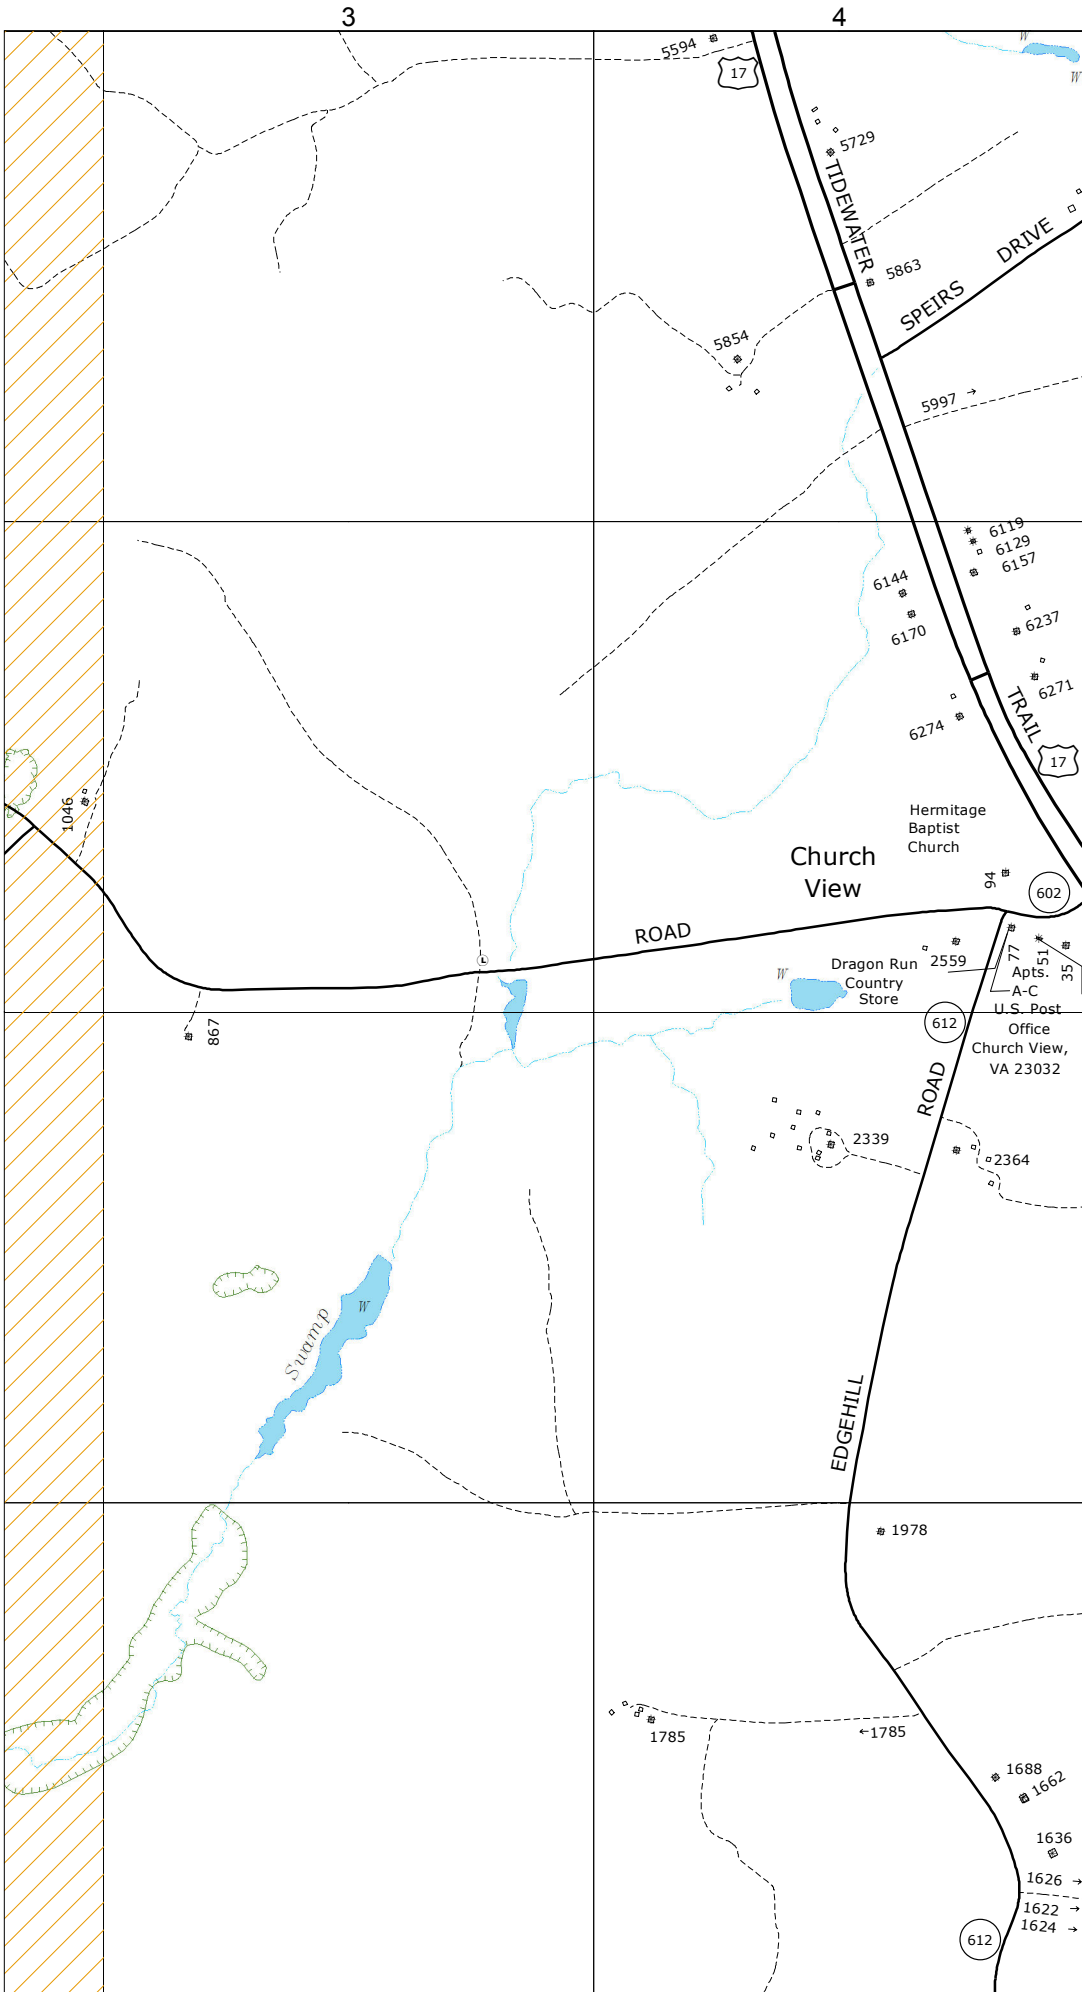 3
4
5594
17
W
W
5729
TIDEWATER
5863
SPEIRS DRIVE
5854
5997 →
6119
6129
6157
6144
6170
6237
6271
6274
TRAIL
17
1046
Hermitage
Baptist
Church
Church
View
94
602
ROAD
2559
77
51
35
Dragon Run
Country
Store
W
Apts.
A-C
U.S. Post
Office
Church View,
VA 23032
L
867
612
ROAD
2339
2364
Swamp
W
EDGEHILL
1978
1785
←1785
1688
1662
1636
1626 →
1622 →
1624 →
612